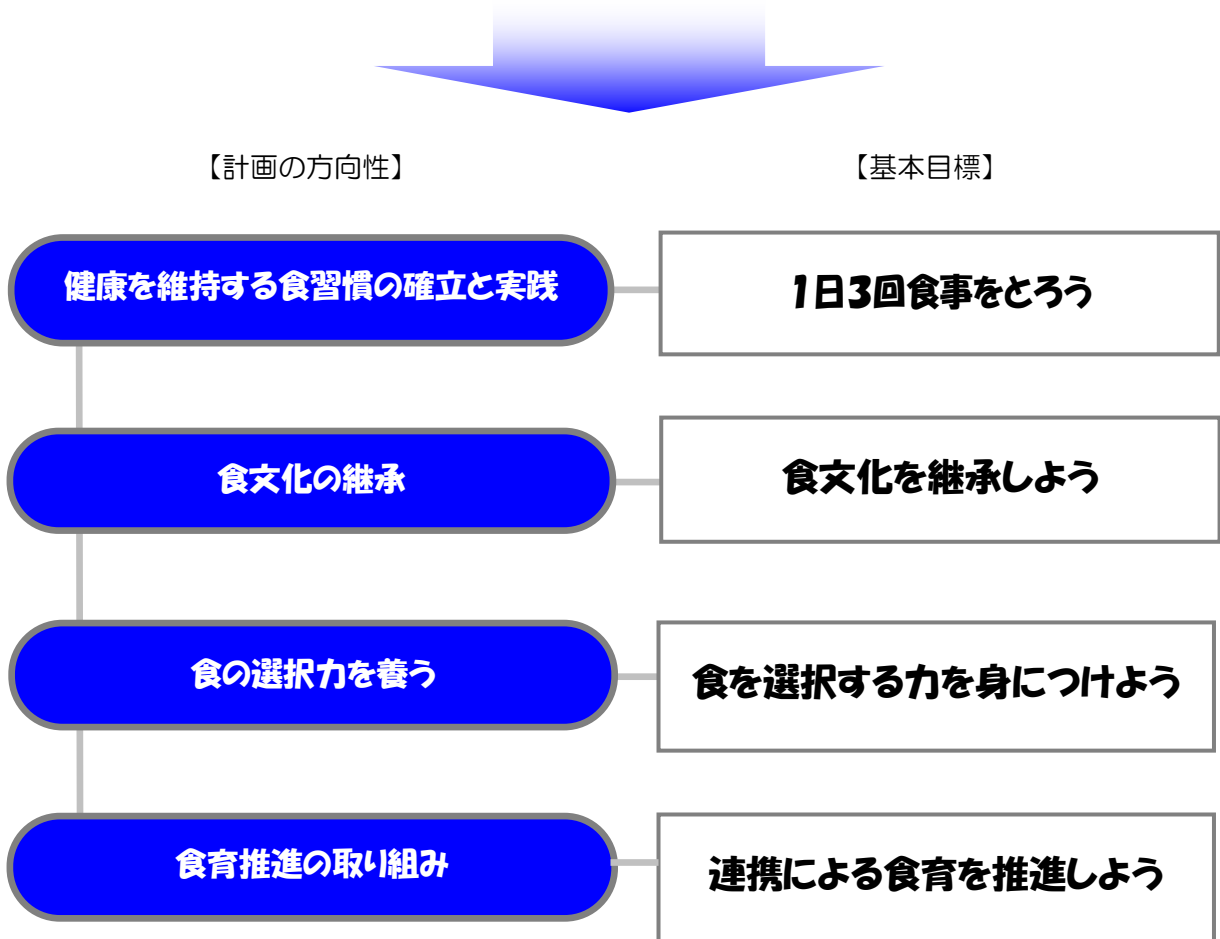 【計画の方向性】
【基本目標】
健康を維持する食習慣の確立と実践
1日3回食事をとろう
食文化の継承
食文化を継承しよう
食の選択力を養う
食を選択する力を身につけよう
食育推進の取り組み
連携による食育を推進しよう